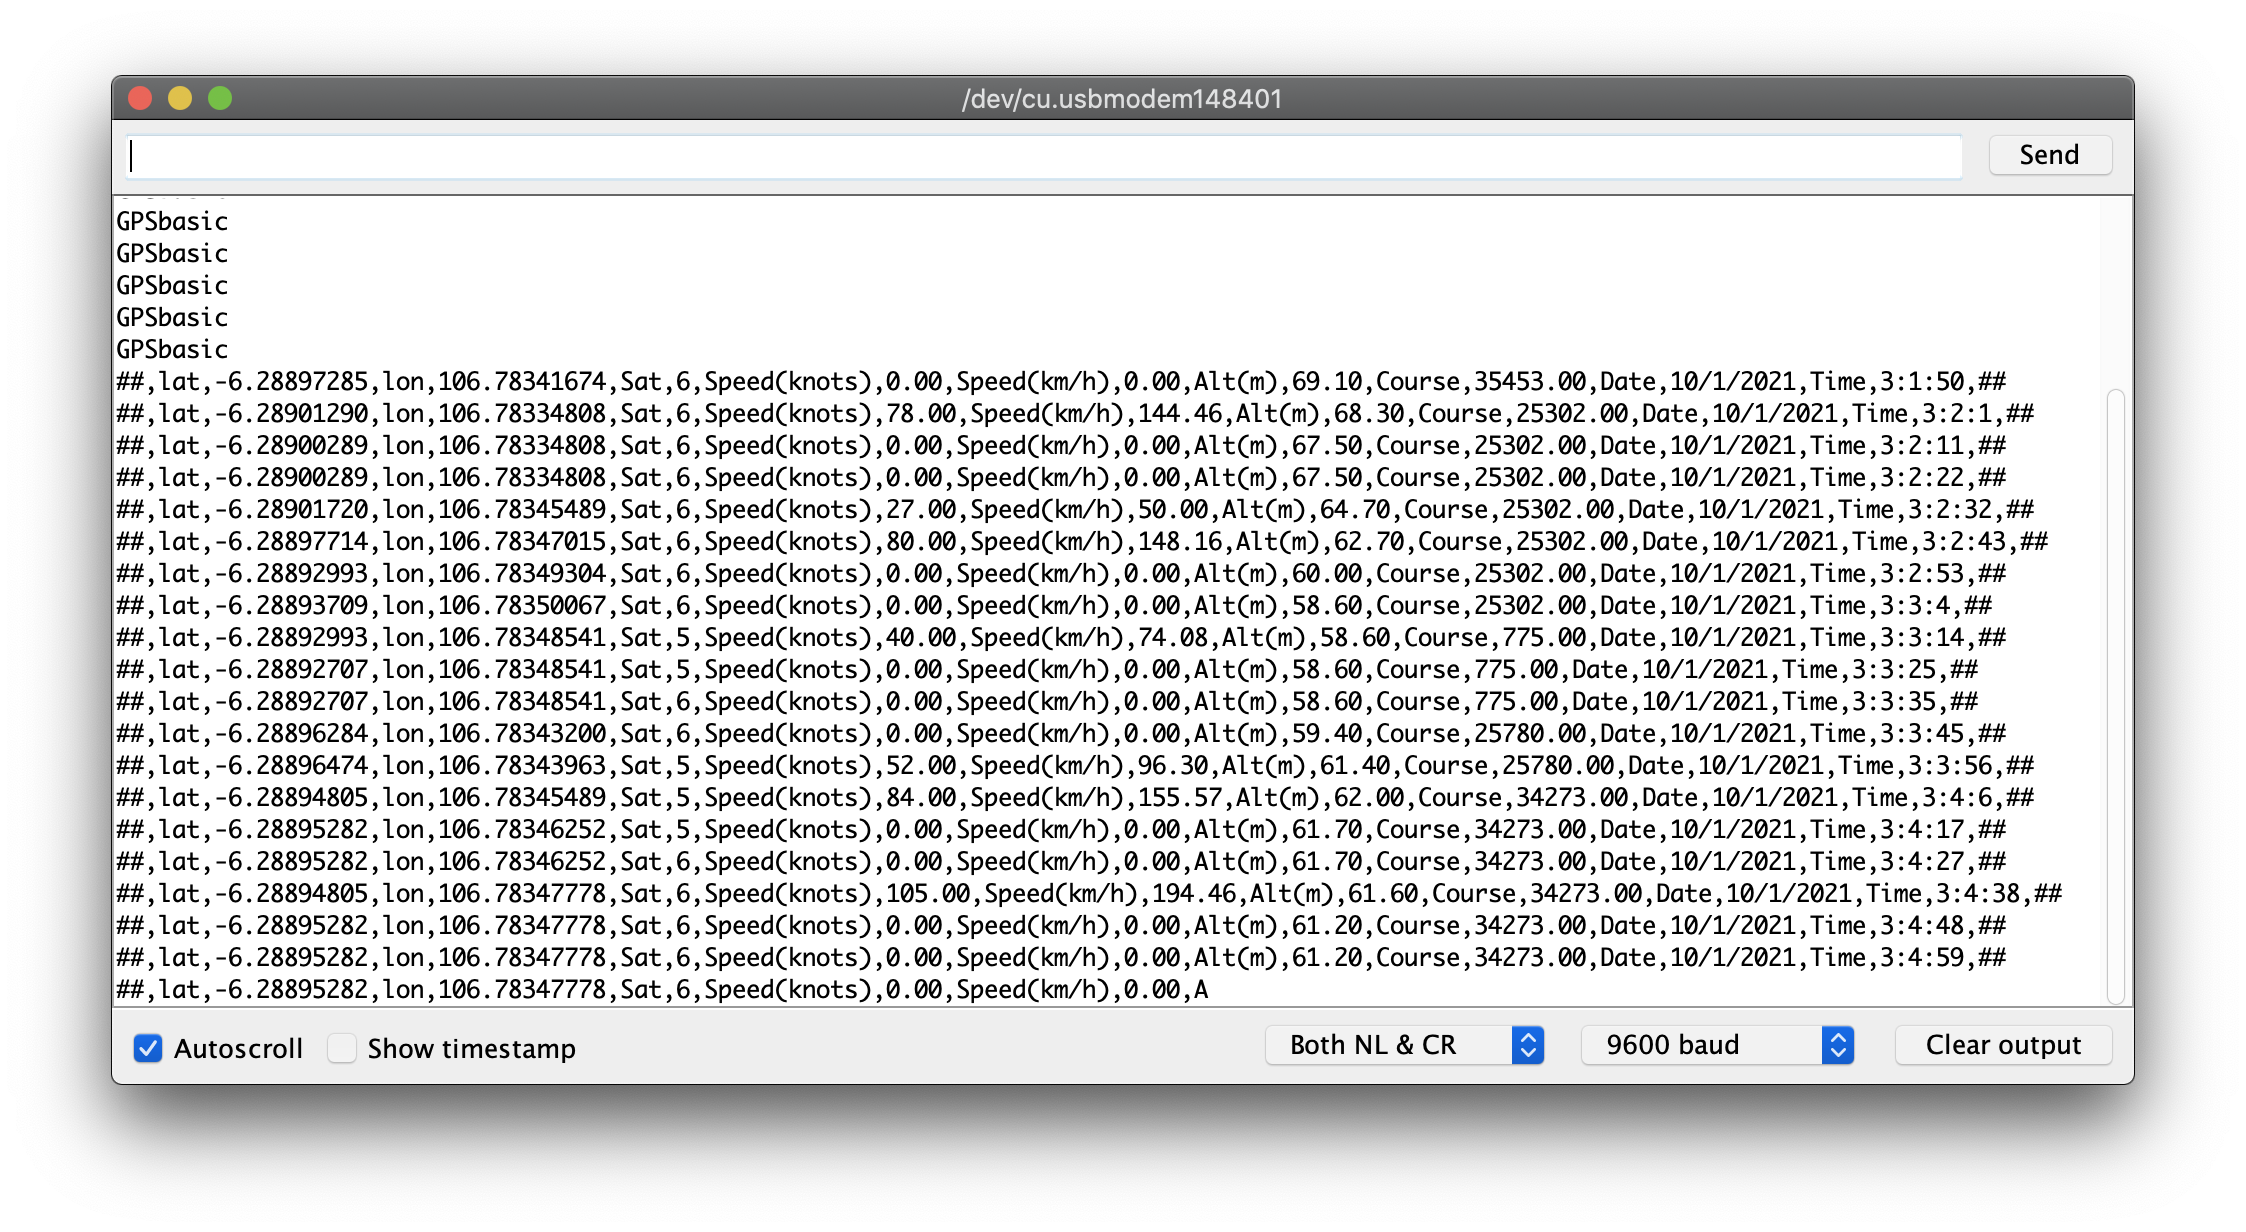 /dev/cu.usbmodem148401
Send
GPSbasic
GPSbasic
GPSbasic
GPSbasic
GPSbasic
##,lat,-6.28897285,lon,106.78341674,Sat,6,Speed(knots),0.00,Speed(km/h),0.00,Alt(m),69.10,Course,35453.00,Date,10/1/2021,Time,3:1:50,##
##,lat,-6.28901290,lon,106.78334808,Sat,6,Speed(knots),78.00,Speed(km/h),144.46,Alt(m),68.30,Course,25302.00,Date,10/1/2021,Time,3:2:1,##
##,lat,-6.28900289,lon,106.78334808,Sat,6,Speed(knots),0.00,Speed(km/h),0.00,Alt(m),67.50,Course,25302.00,Date,10/1/2021,Time,3:2:11,##
##,lat,-6.28900289,lon,106.78334808,Sat,6,Speed(knots),0.00,Speed(km/h),0.00,Alt(m),67.50,Course,25302.00,Date,10/1/2021,Time,3:2:22,##
##,lat,-6.28901720,lon,106.78345489,Sat,6,Speed(knots),27.00,Speed(km/h),50.00,Alt(m),64.70,Course,25302.00,Date,10/1/2021,Time,3:2:32,##
##,lat,-6.28897714,lon,106.78347015,Sat,6,Speed(knots),80.00,Speed(km/h),148.16,Alt(m),62.70,Course,25302.00,Date,10/1/2021,Time,3:2:43,##
##,lat,-6.28892993,lon,106.78349304,Sat,6,Speed(knots),0.00,Speed(km/h),0.00,Alt(m),60.00,Course,25302.00,Date,10/1/2021,Time,3:2:53,##
##,lat,-6.28893709,lon,106.78350067,Sat,6,Speed(knots),0.00,Speed(km/h),0.00,Alt(m),58.60,Course,25302.00,Date,10/1/2021,Time,3:3:4,##
##,lat,-6.28892993,lon,106.78348541,Sat,5,Speed(knots),40.00,Speed(km/h),74.08,Alt(m),58.60,Course,775.00,Date,10/1/2021,Time,3:3:14,##
##,lat,-6.28892707,lon,106.78348541,Sat,5,Speed(knots),0.00,Speed(km/h),0.00,Alt(m),58.60,Course,775.00,Date,10/1/2021,Time,3:3:25,##
##,lat,-6.28892707,lon,106.78348541,Sat,6,Speed(knots),0.00,Speed(km/h),0.00,Alt(m),58.60,Course,775.00,Date,10/1/2021,Time,3:3:35,##
##,lat,-6.28896284,lon,106.78343200,Sat,6,Speed(knots),0.00,Speed(km/h),0.00,Alt(m),59.40,Course,25780.00,Date,10/1/2021,Time,3:3:45,##
##,lat,-6.28896474,lon,106.78343963,Sat,5,Speed(knots),52.00,Speed(km/h),96.30,Alt(m),61.40,Course,25780.00,Date,10/1/2021,Time,3:3:56,##
##,lat,-6.28894805,lon,106.78345489,Sat,5,Speed(knots),84.00,Speed(km/h),155.57,Alt(m),62.00,Course,34273.00,Date,10/1/2021,Time,3:4:6,##
##,lat,-6.28895282,lon,106.78346252,Sat,5,Speed(knots),0.00,Speed(km/h),0.00,Alt(m),61.70,Course,34273.00,Date,10/1/2021,Time,3:4:17,##
##,lat,-6.28895282,lon,106.78346252,Sat,6,Speed(knots),0.00,Speed(km/h),0.00,Alt(m),61.70,Course,34273.00,Date,10/1/2021,Time,3:4:27,##
##,lat,-6.28894805,lon,106.78347778,Sat,6,Speed(knots),105.00,Speed(km/h),194.46,Alt(m),61.60,Course,34273.00,Date,10/1/2021,Time,3:4:38,##
##,lat,-6.28895282,lon,106.78347778,Sat,6,Speed(knots),0.00,Speed(km/h),0.00,Alt(m),61.20,Course,34273.00,Date,10/1/2021,Time,3:4:48,##
##,lat,-6.28895282,lon,106.78347778,Sat,6,Speed(knots),0.00,Speed(km/h),0.00,Alt(m),61.20,Course,34273.00,Date,10/1/2021,Time,3:4:59,##
##,lat,-6.28895282,lon,106.78347778,Sat,6,Speed(knots),0.00,Speed(km/h),0.00,A
Autoscroll Show timestamp Both NL & CR 9600 baud Clear output